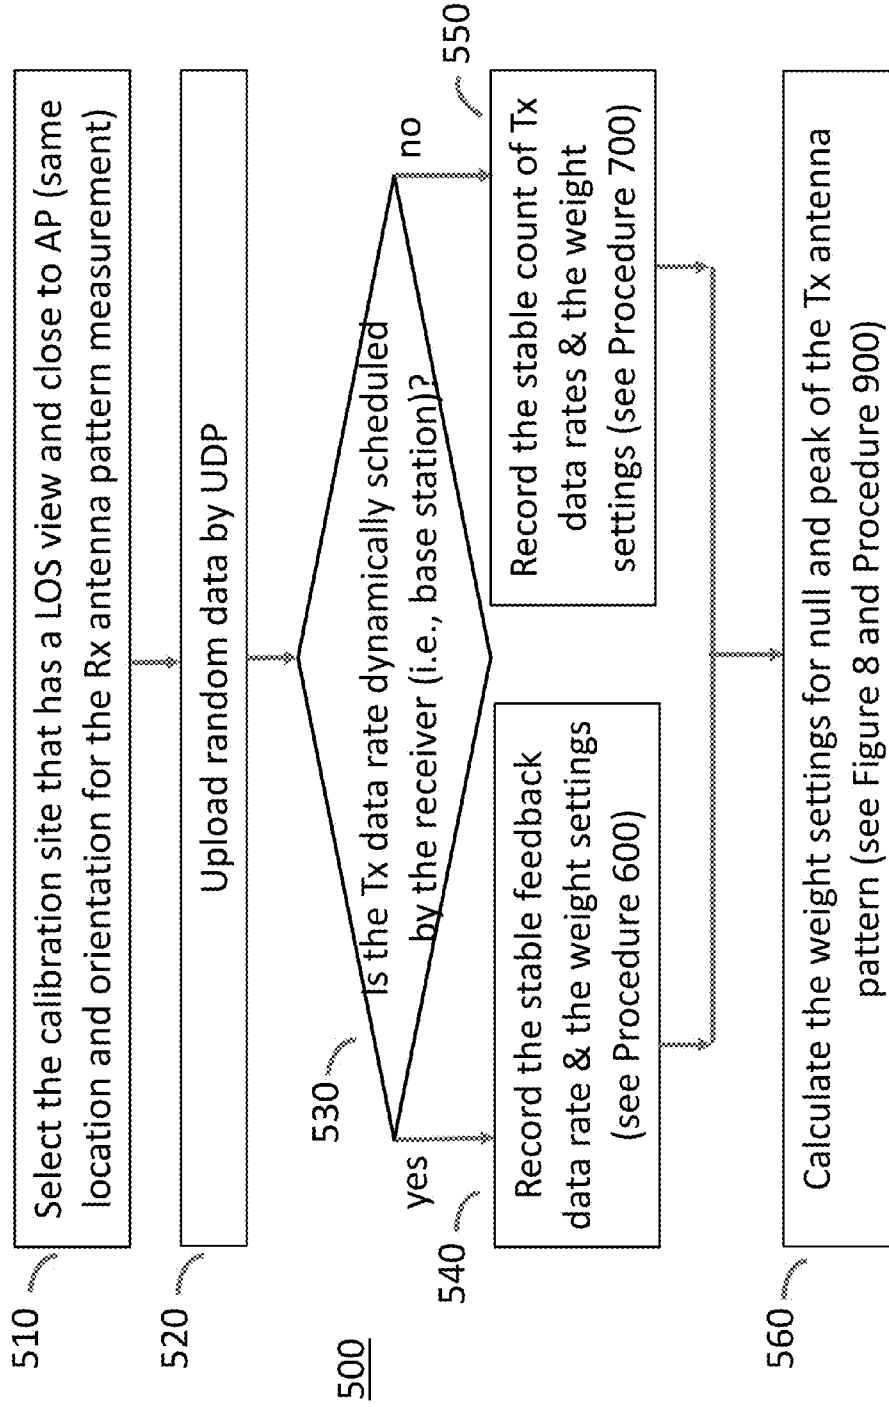 510
Select the calibration site that has a LOS view and close to AP (same
location and orientation for the Rx antenna pattern measurement)
520
Upload random data by UDP
500
530
Is the Tx data rate dynamically scheduled
by the receiver (i.e., base station)?
yes
no
540
Record the stable feedback
data rate & the weight settings
(see Procedure 600)
550
Record the stable count of Tx
data rates & the weight
settings (see Procedure 700)
560
Calculate the weight settings for null and peak of the Tx antenna
pattern (see Figure 8 and Procedure 900)